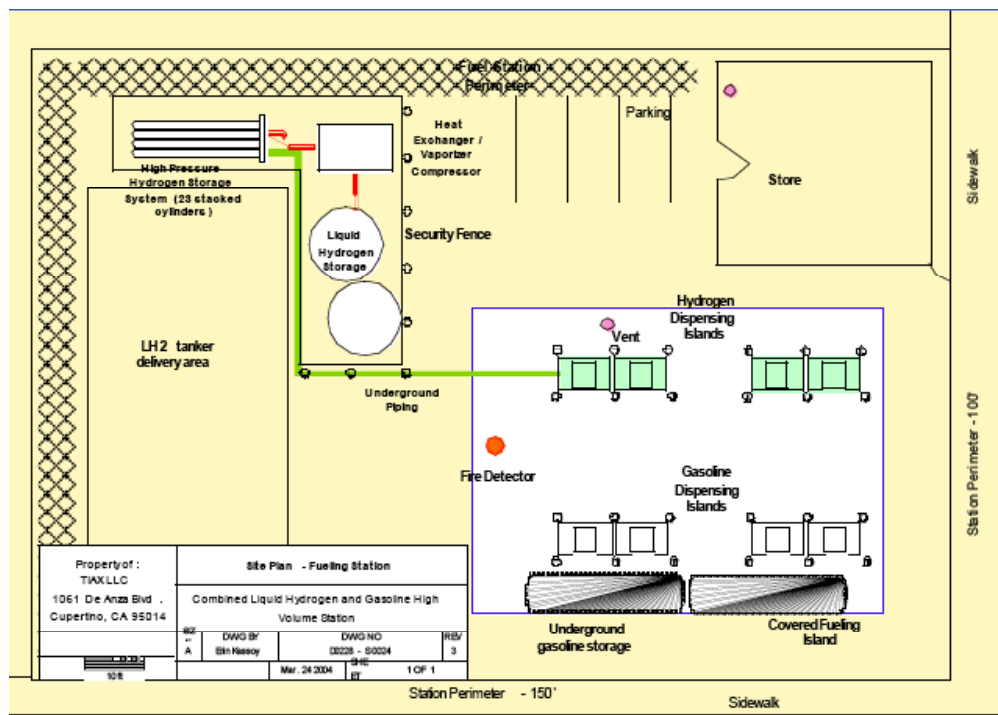 Fuel Station
Perimeter
Parking
Heat
Exchanger /
Vaporizer
Compressor
High Pressure
Hydrogen Storage
System (23 stacked
cylinders )
Store
Sidewalk
Liquid
Hydrogen
Storage
Security Fence
Hydrogen
Dispensing
Islands
Vent
LH2 tanker
delivery area
Underground
Piping
Station Perimeter - 100'
Fire Detector
Gasoline
Dispensing
Islands
Underground
gasoline storage
Covered Fueling
Island
Property of :
TIAX LLC
1061 De Anza Blvd .
Cupertino, CA 95014
Site Plan - Fueling Station
Combined Liquid Hydrogen and Gasoline High
Volume Station
DWG BY
DWG NO
REV
A
D0228 - S0024
3
Mar. 24 2004
SHE
ET
1 OF 1
10 ft
Station Perimeter - 150'
Sidewalk